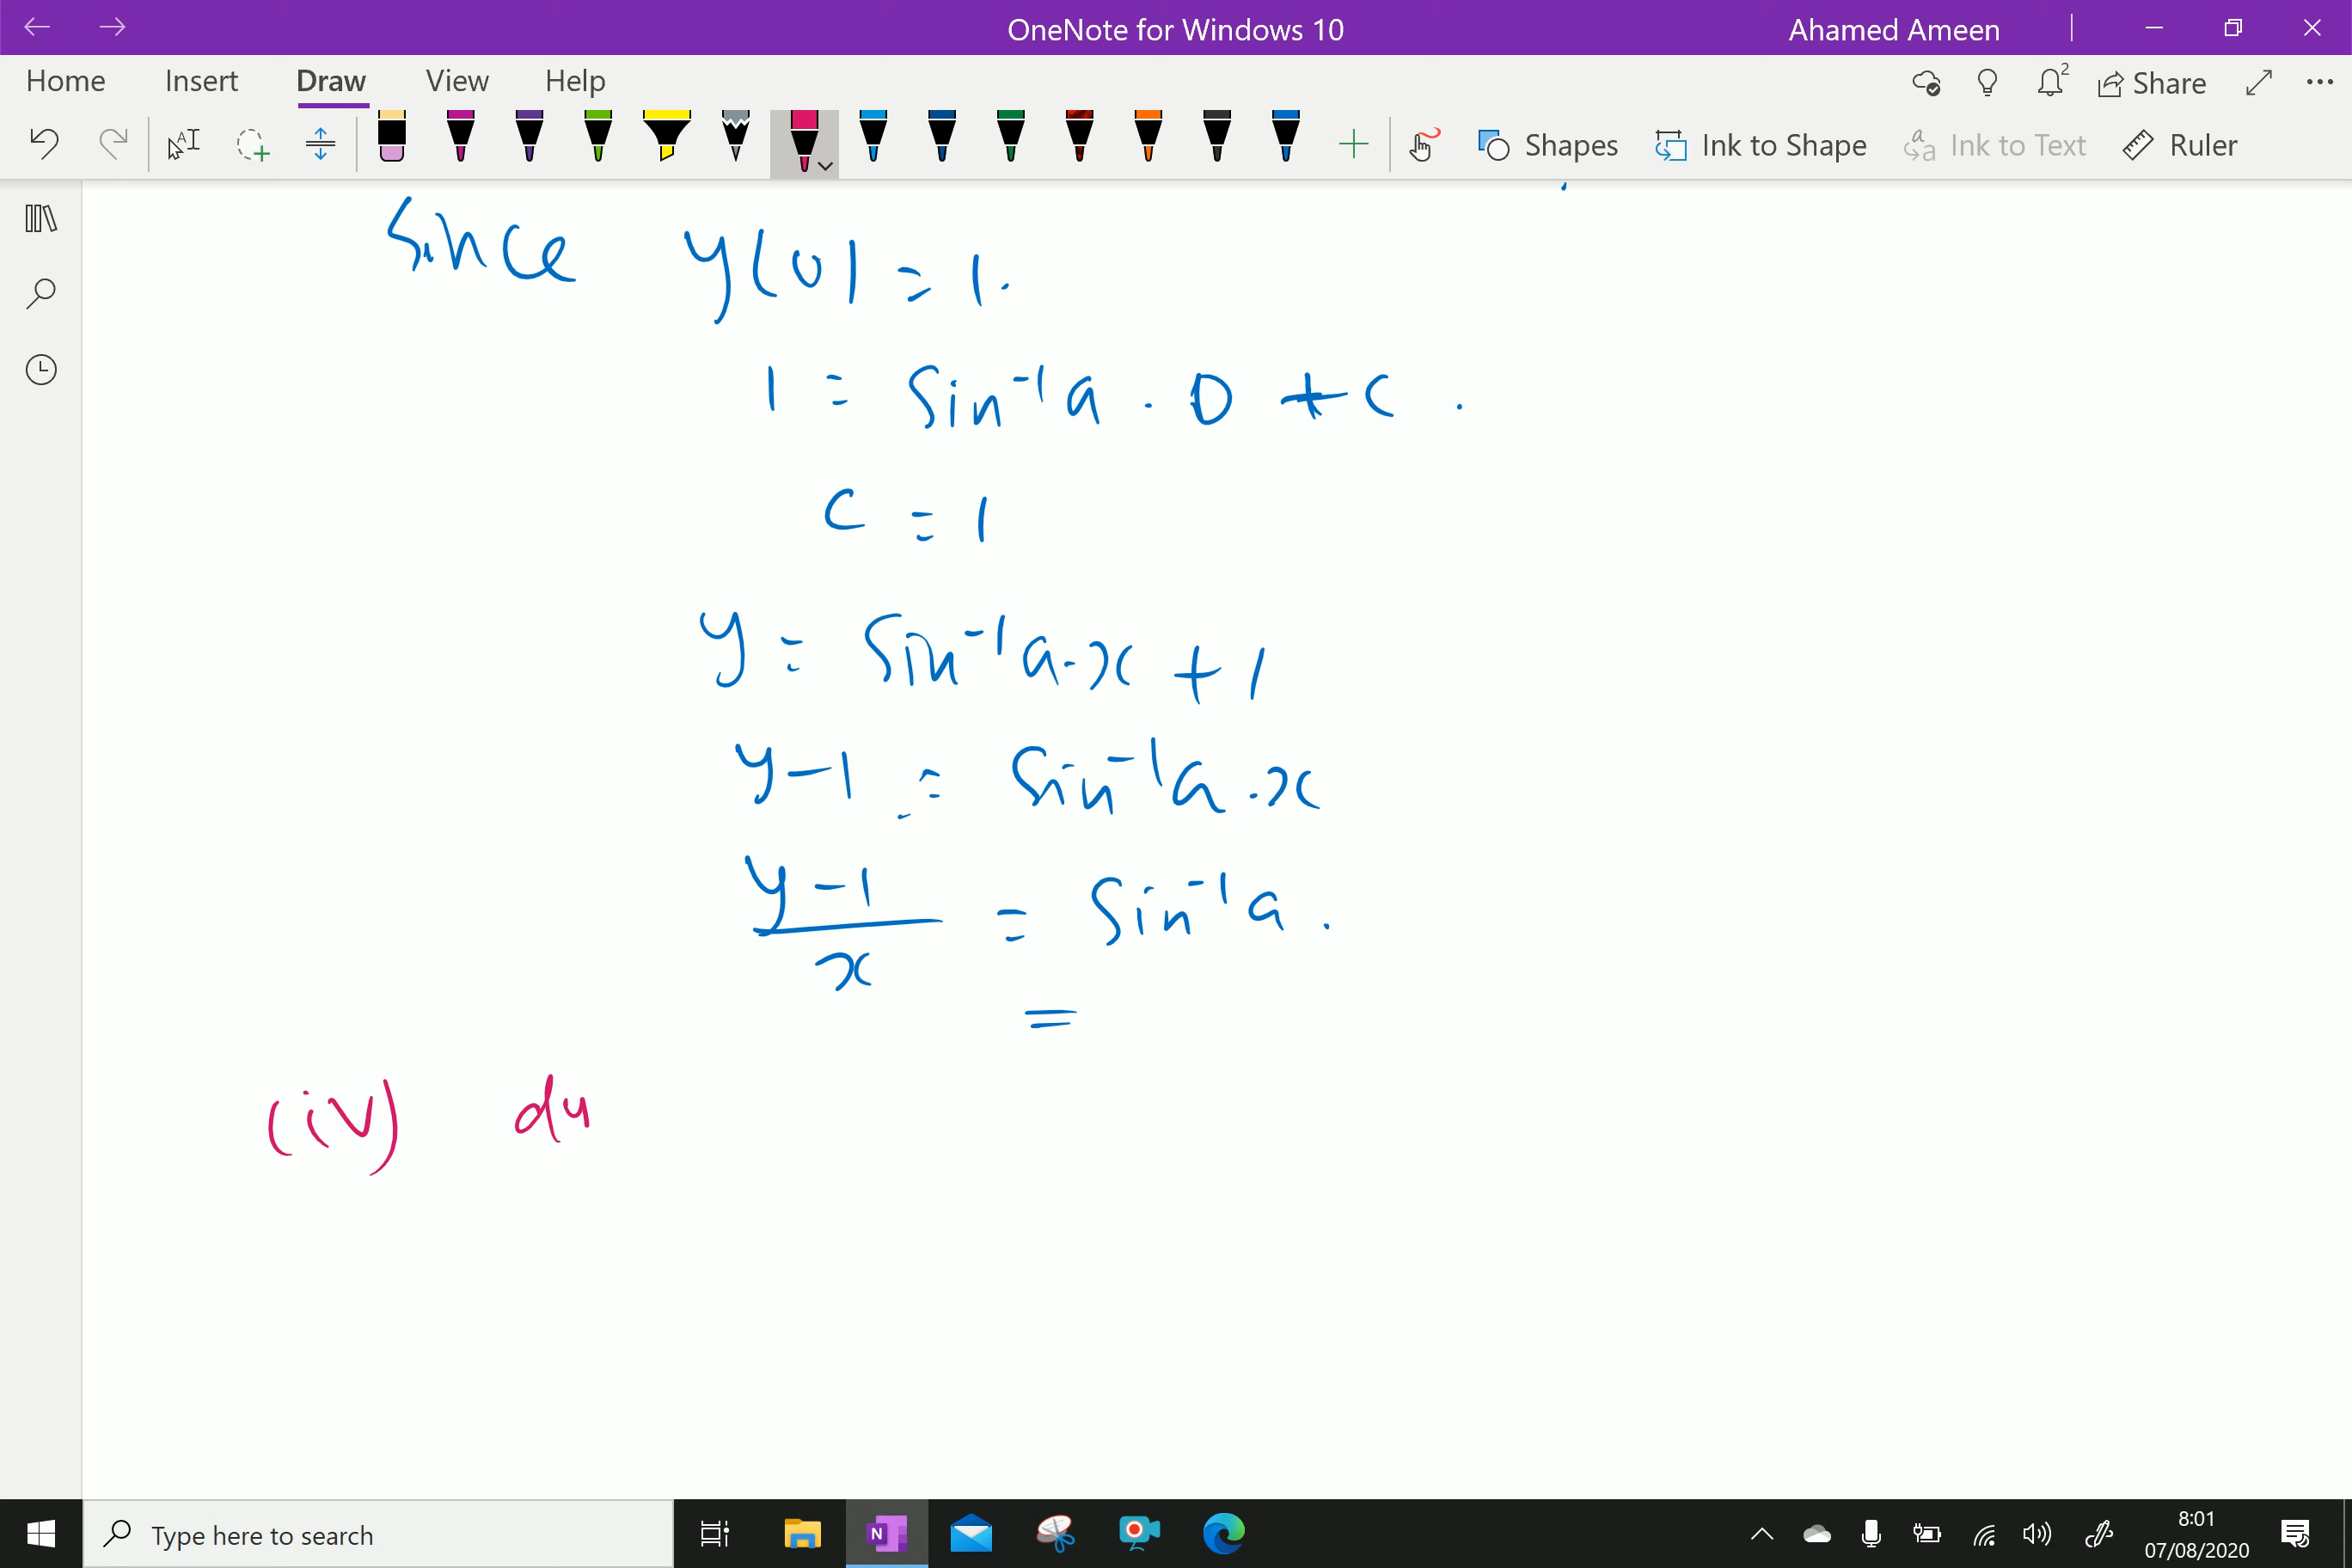 OneNote for Windows 10 Ahamed Ameen
Home Insert Draw View Help 2 Share
Shapes Ink to Shape Ink to Text Ruler
Since y(0) = 1.
1 = Sin⁻¹a · 0 + c .
c = 1
y = Sin⁻¹a·x + 1
y-1 = Sin⁻¹a·x
y-1
x
= Sin⁻¹a .
=
(iv) dy
Type here to search
8:01
07/08/2020